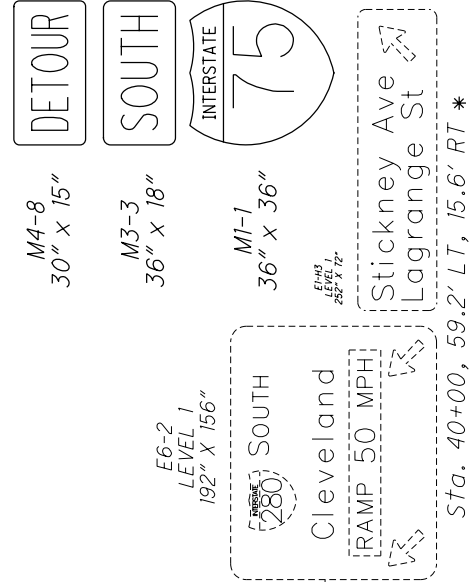 M4-8
30" X 15"
DETOUR
M3-3
36" X 18"
SOUTH
M1-1
36" X 36"
INTERSTATE
75
E6-2
LEVEL 1
192" X 156"
INTERSTATE
280
SOUTH
Cleveland
RAMP 50 MPH
E1-H3
LEVEL 1
252" X 72"
Stickney Ave
Lagrange St
Sta. 40+00, 59.2' LT, 15.6' RT *